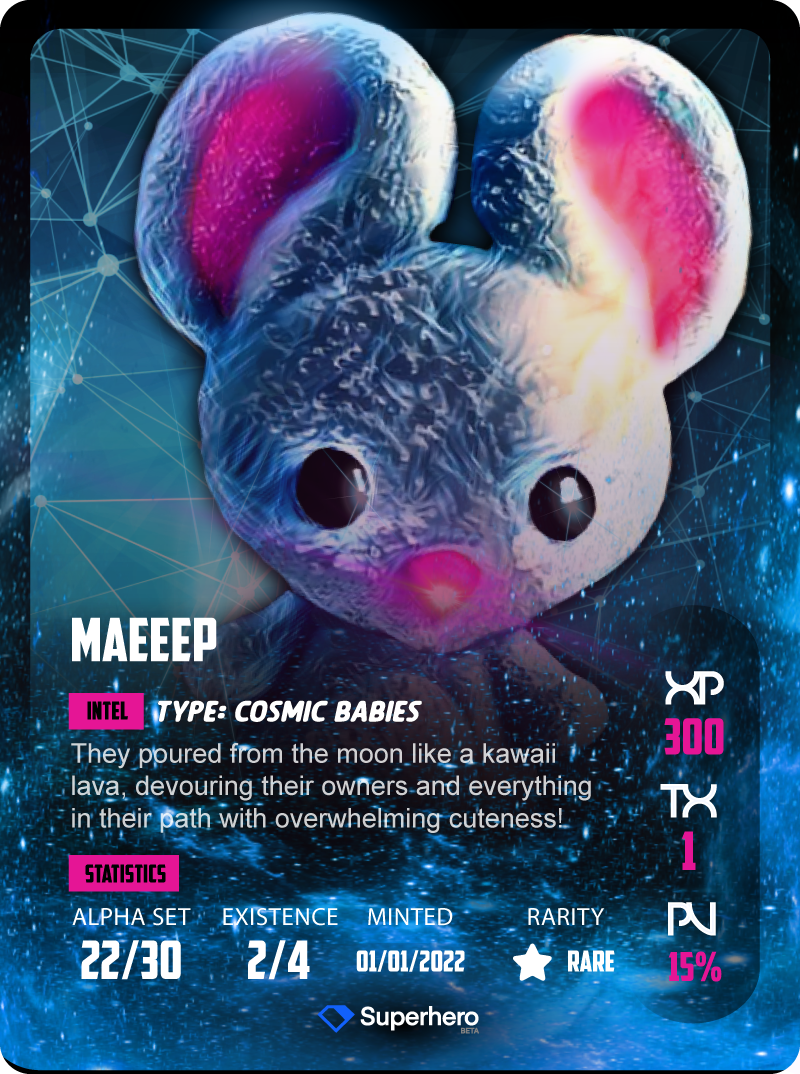 MAEEEP
INTEL TYPE: COSMIC BABIES
They poured from the moon like a kawaii
lava, devouring their owners and everything
in their path with overwhelming cuteness!
STATISTICS
ALPHA SET EXISTENCE MINTED RARITY
22/30 2/4 01/01/2022 RARE
XP
300
TX
1
PV
15%
Superhero
BETA